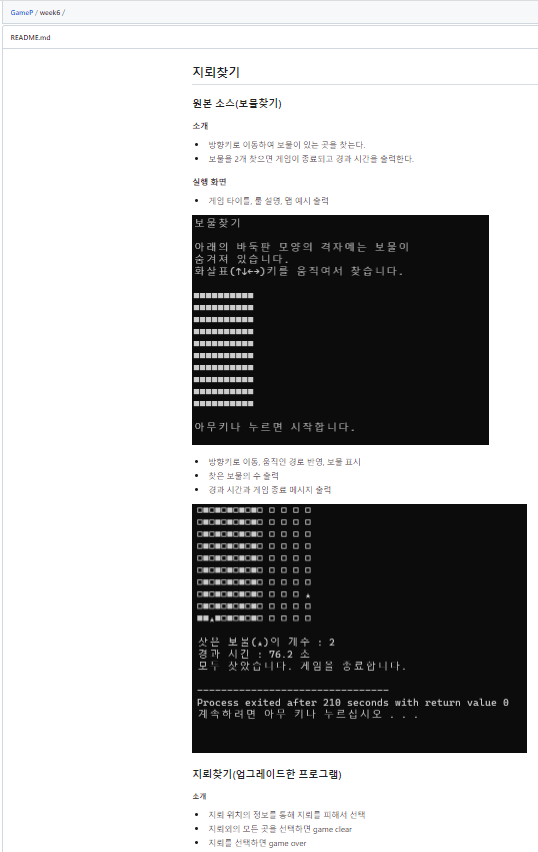 GameP / week6 /
README.md
지뢰찾기
원본 소스(보물찾기)
소개
방향키로 이동하여 보물이 있는 곳을 찾는다.
보물을 2개 찾으면 게임이 종료되고 경과 시간을 출력한다.
실행 화면
게임 타이틀, 룰 설명, 맵 예시 출력
보물찾기
아래의 바둑판 모양의 격자에는 보물이
숨겨져 있습니다.
화살표(↑↓←→)키를 움직여서 찾습니다.
■■■■■■■■■■
■■■■■■■■■■
■■■■■■■■■■
■■■■■■■■■■
■■■■■■■■■■
■■■■■■■■■■
■■■■■■■■■■
■■■■■■■■■■
■■■■■■■■■■
■■■■■■■■■■
아무키나 누르면 시작합니다.
방향키로 이동, 움직인 경로 반영, 보물 표시
찾은 보물의 수 출력
경과 시간과 게임 종료 메시지 출력
찾은 보물(▲)의 개수 : 2
경과 시간 : 76.2 초
모두 찾았습니다. 게임을 종료합니다.
--------------------------------
Process exited after 210 seconds with return value 0
계속하려면 아무 키나 누르십시오 . . .
지뢰찾기(업그레이드한 프로그램)
소개
지뢰 위치의 정보를 통해 지뢰를 피해서 선택
지뢰외의 모든 곳을 선택하면 game clear
지뢰를 선택하면 game over